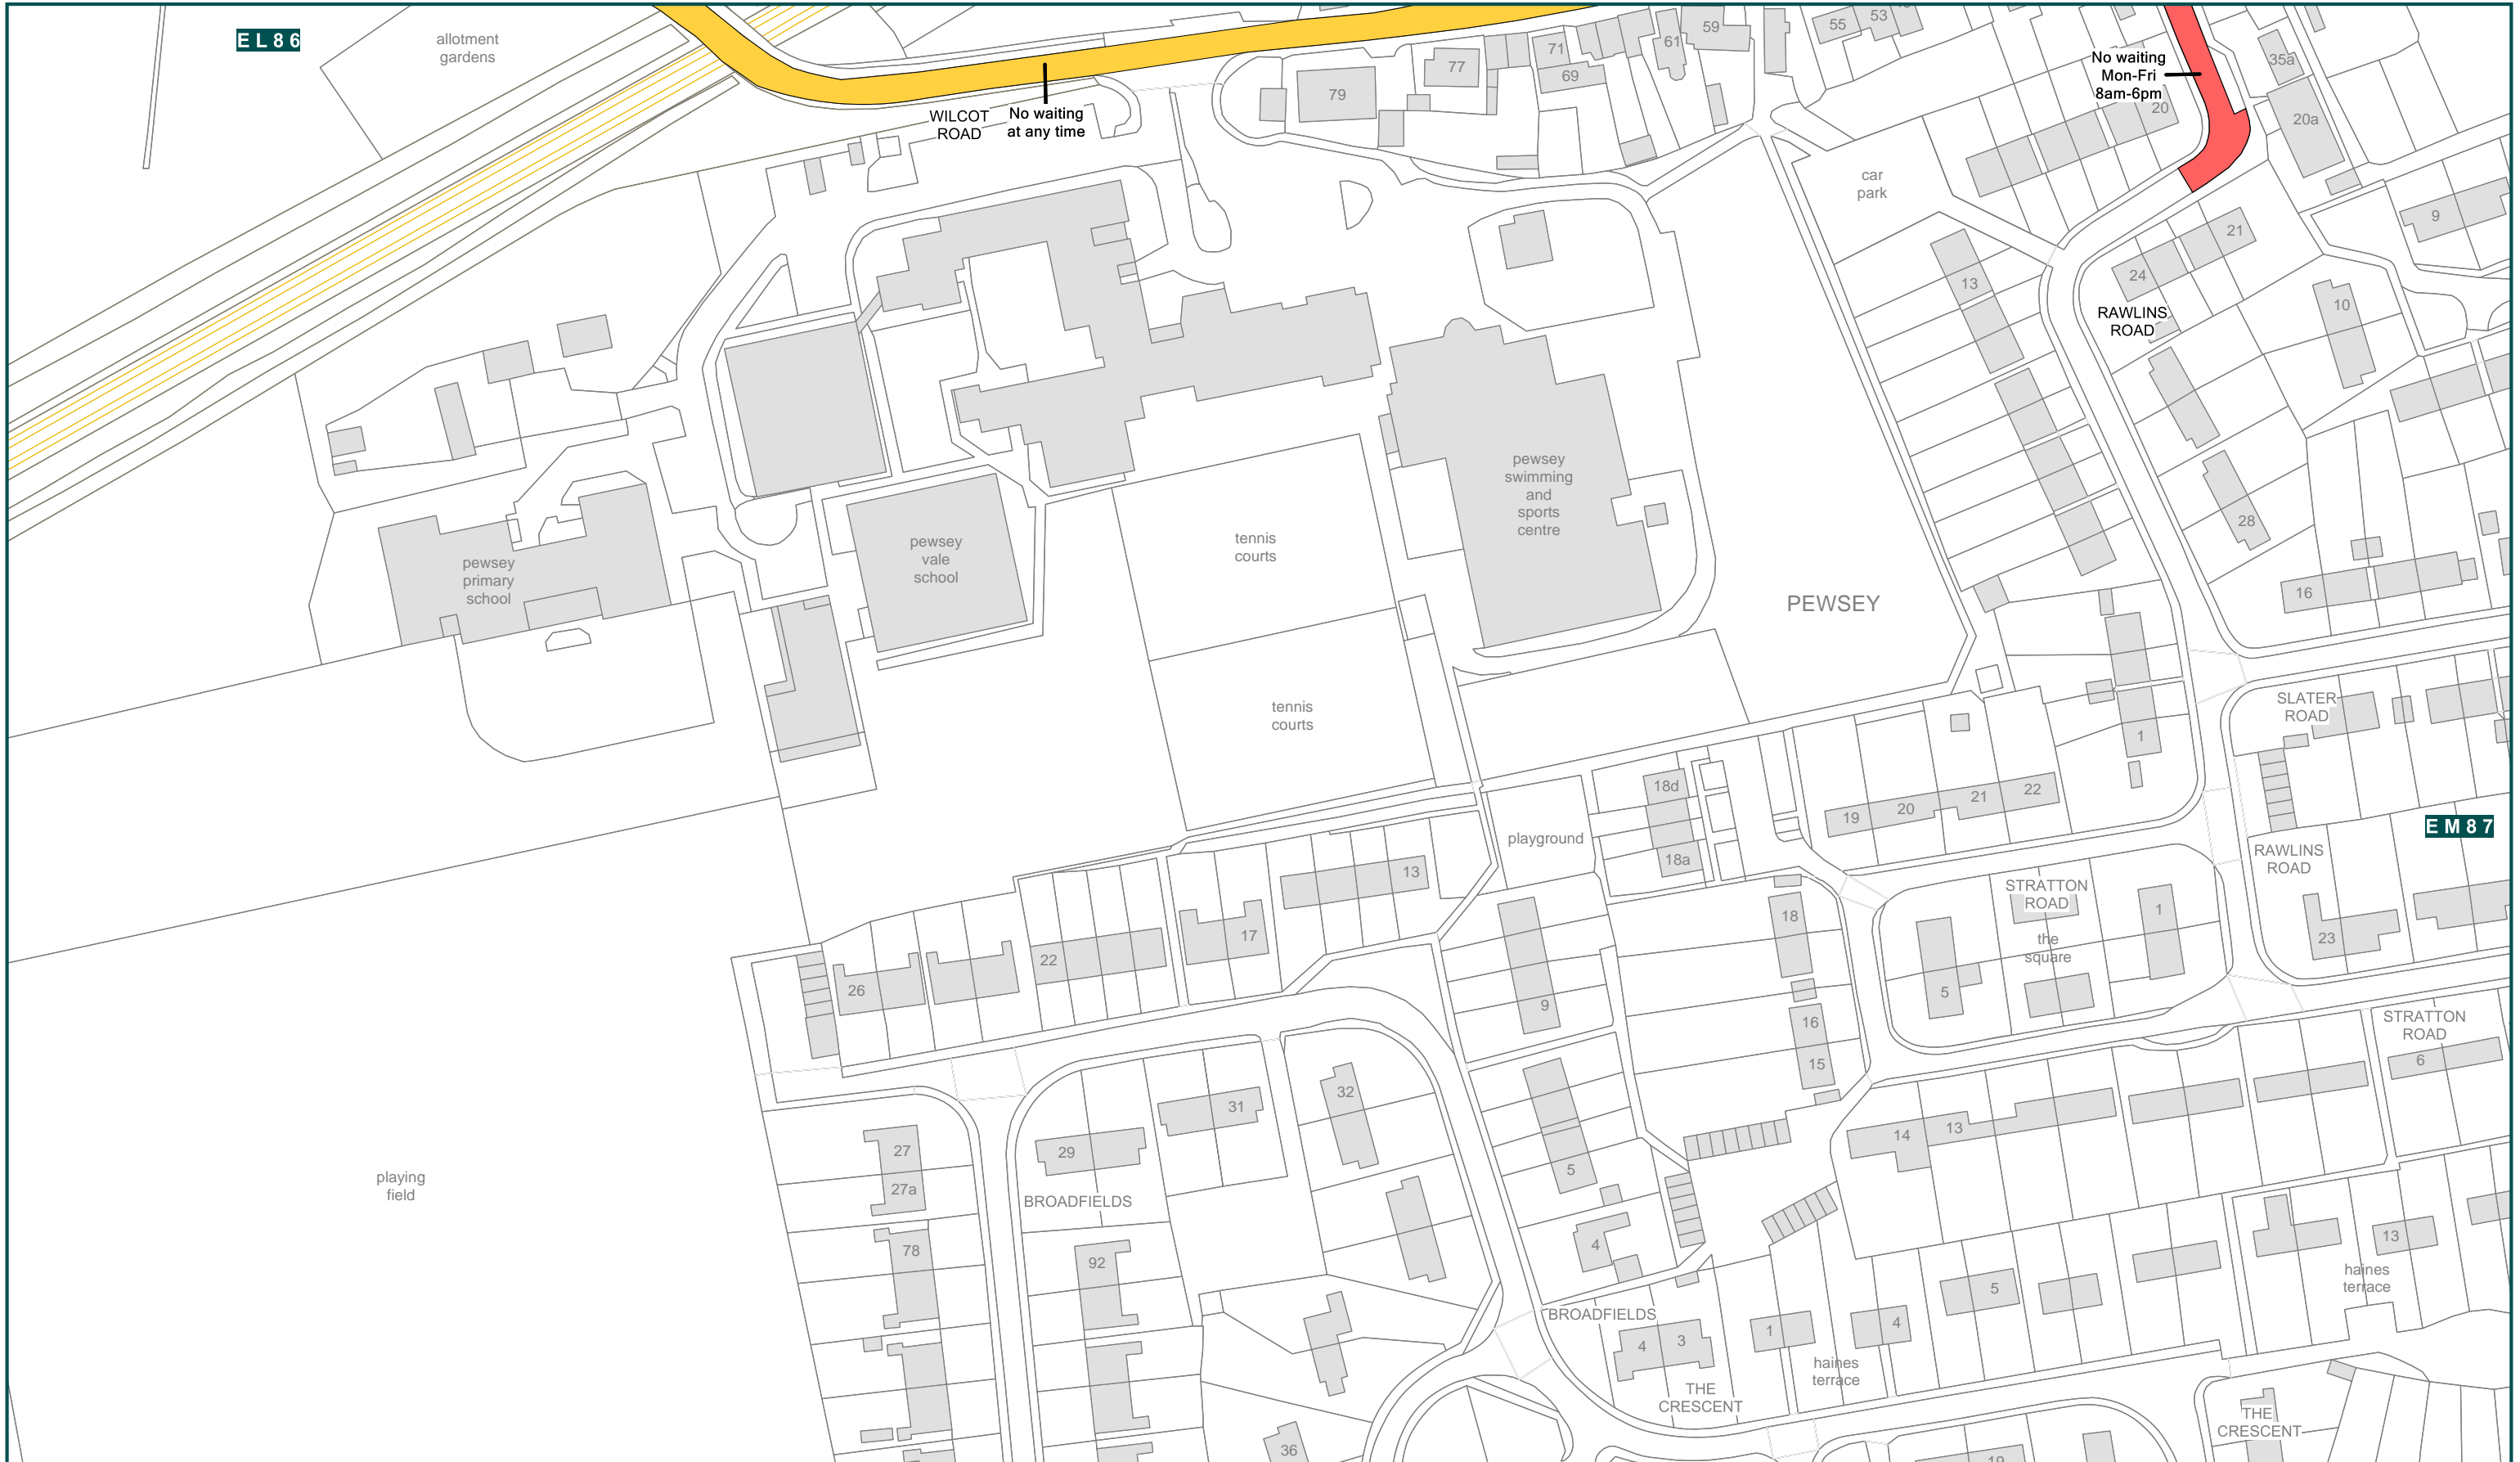 EL86
allotment
gardens
WILCOT
ROAD
No waiting
at any time
79
77
71
69
61
59
55
53
No waiting
Mon-Fri
8am-6pm
20
35a
20a
9
car
park
13
24
21
RAWLINS
ROAD
10
28
16
pewsey
primary
school
pewsey
vale
school
tennis
courts
tennis
courts
pewsey
swimming
and
sports
centre
PEWSEY
SLATER
ROAD
1
playground
18d
18a
19
20
21
22
EM87
RAWLINS
ROAD
STRATTON
ROAD
the
square
1
5
23
13
17
22
26
9
18
16
15
STRATTON
ROAD
6
playing
field
27
27a
78
29
31
32
BROADFIELDS
92
5
4
14
13
BROADFIELDS
4
3
1
4
5
13
haines
terrace
haines
terrace
THE
CRESCENT
THE
CRESCENT
36
19